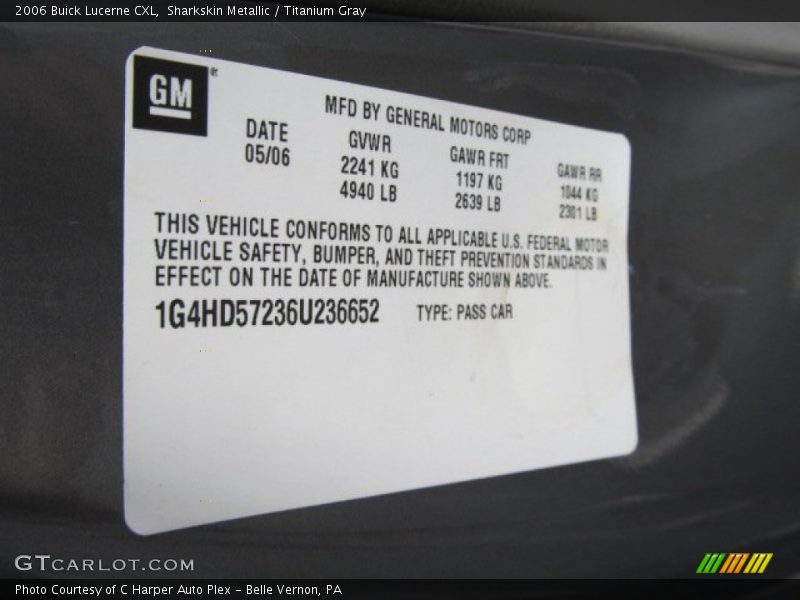 2006 Buick Lucerne CXL, Sharkskin Metallic / Titanium Gray
GM
MFD BY GENERAL MOTORS CORP
DATE GVWR GAWR FRT GAWR RR
05/06 2241 KG 1197 KG 1044 KG
4940 LB 2639 LB 2301 LB
THIS VEHICLE CONFORMS TO ALL APPLICABLE U.S. FEDERAL MOTOR
VEHICLE SAFETY, BUMPER, AND THEFT PREVENTION STANDARDS IN
EFFECT ON THE DATE OF MANUFACTURE SHOWN ABOVE.
1G4HD57236U236652 TYPE: PASS CAR
GTCARLOT.COM
Photo Courtesy of C Harper Auto Plex - Belle Vernon, PA